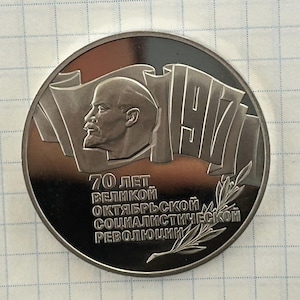 1917
70 ЛЕТ
ВЕЛИКОЙ
ОКТЯБРЬСКОЙ
СОЦИАЛИСТИЧЕСКОЙ
РЕВОЛЮЦИИ